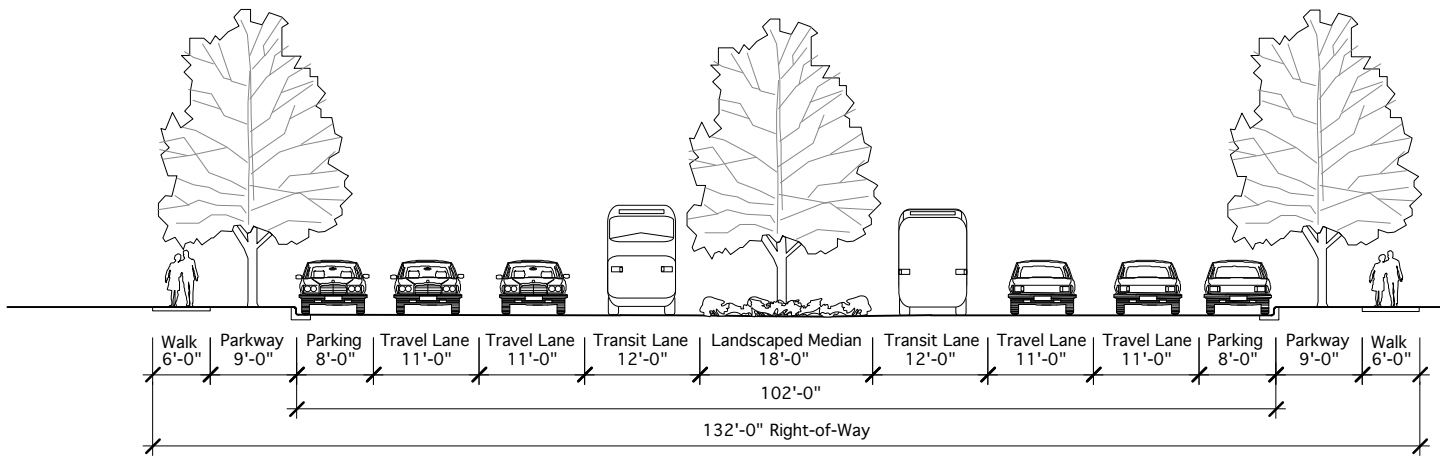 Walk
6'-0"
Parkway
9'-0"
Parking
8'-0"
Travel Lane
11'-0"
Travel Lane
11'-0"
Transit Lane
12'-0"
Landscaped Median
18'-0"
Transit Lane
12'-0"
Travel Lane
11'-0"
Travel Lane
11'-0"
Parking
8'-0"
Parkway
9'-0"
Walk
6'-0"
102'-0"
132'-0" Right-of-Way